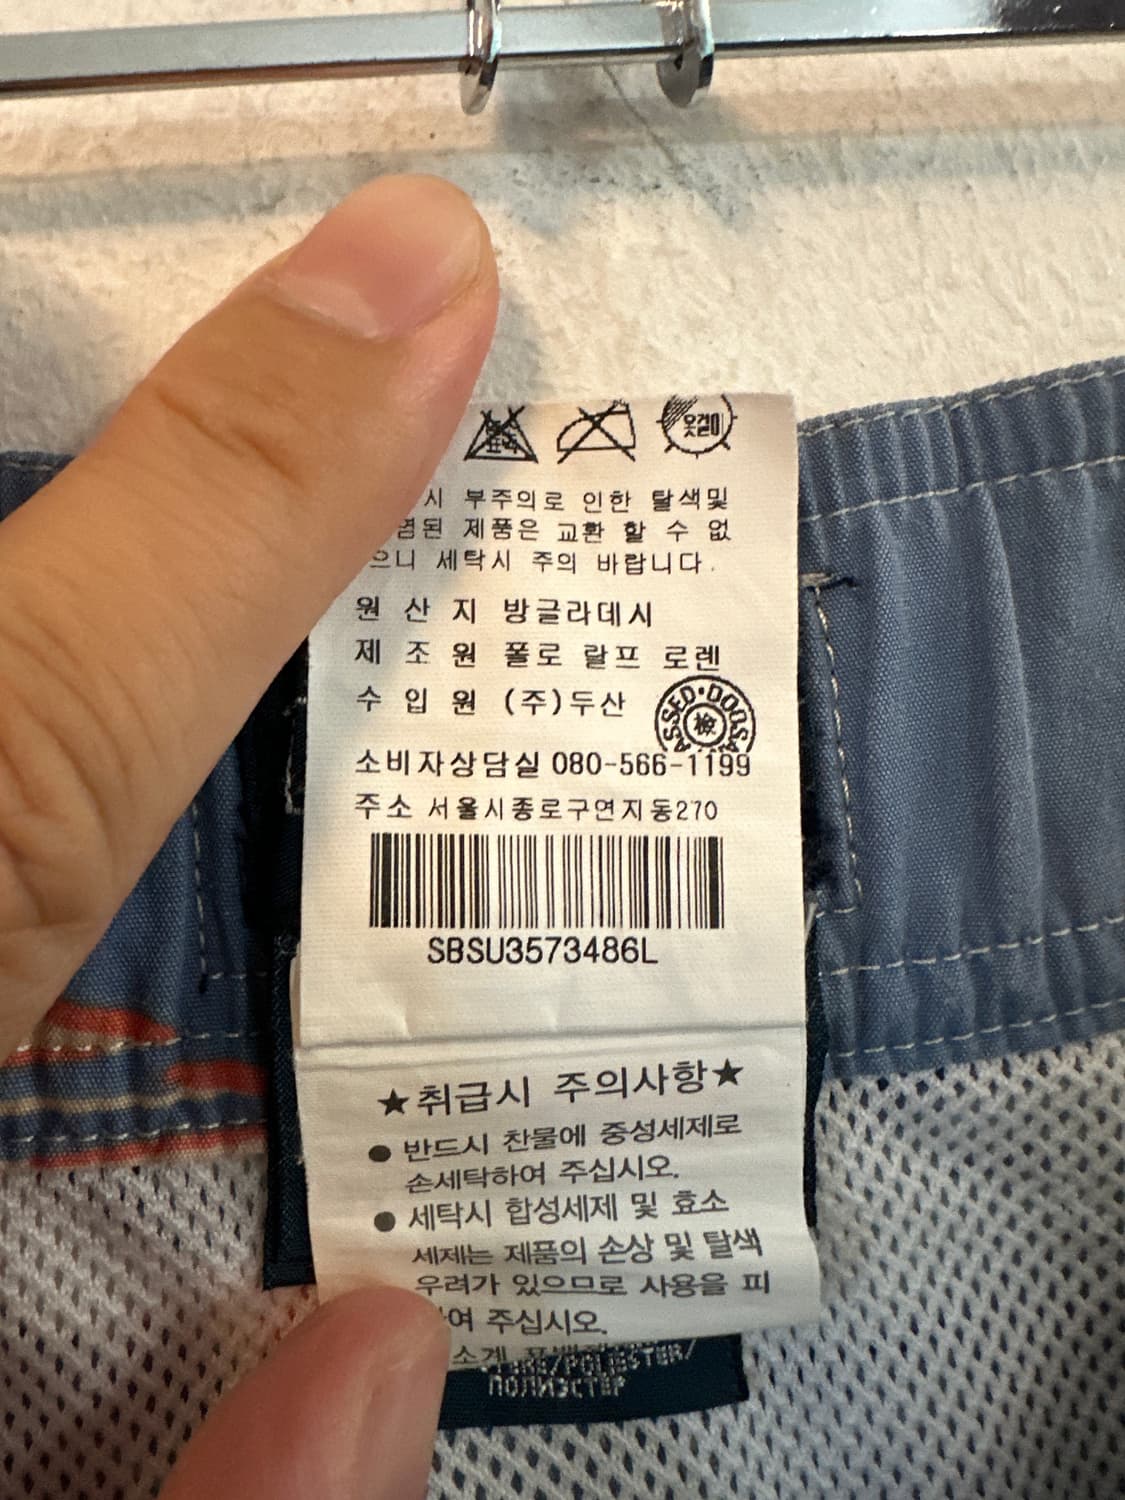 옷걸이
시 부주의로 인한 탈색및
염된 제품은 교환 할 수 없
으니 세탁시 주의 바랍니다.
원 산 지 방글라데시
제 조 원 폴로 랄프 로렌
수 입 원 (주)두산
소비자상담실 080-566-1199
주소 서울시종로구연지동270
SBSU3573486L
★취급시 주의사항★
● 반드시 찬물에 중성세제로
손세탁하여 주십시오.
● 세탁시 합성세제 및 효소
세제는 제품의 손상 및 탈색
우려가 있으므로 사용을 피
여 주십시오.
/POLIESTER/
ПОЛИЭСТЕР